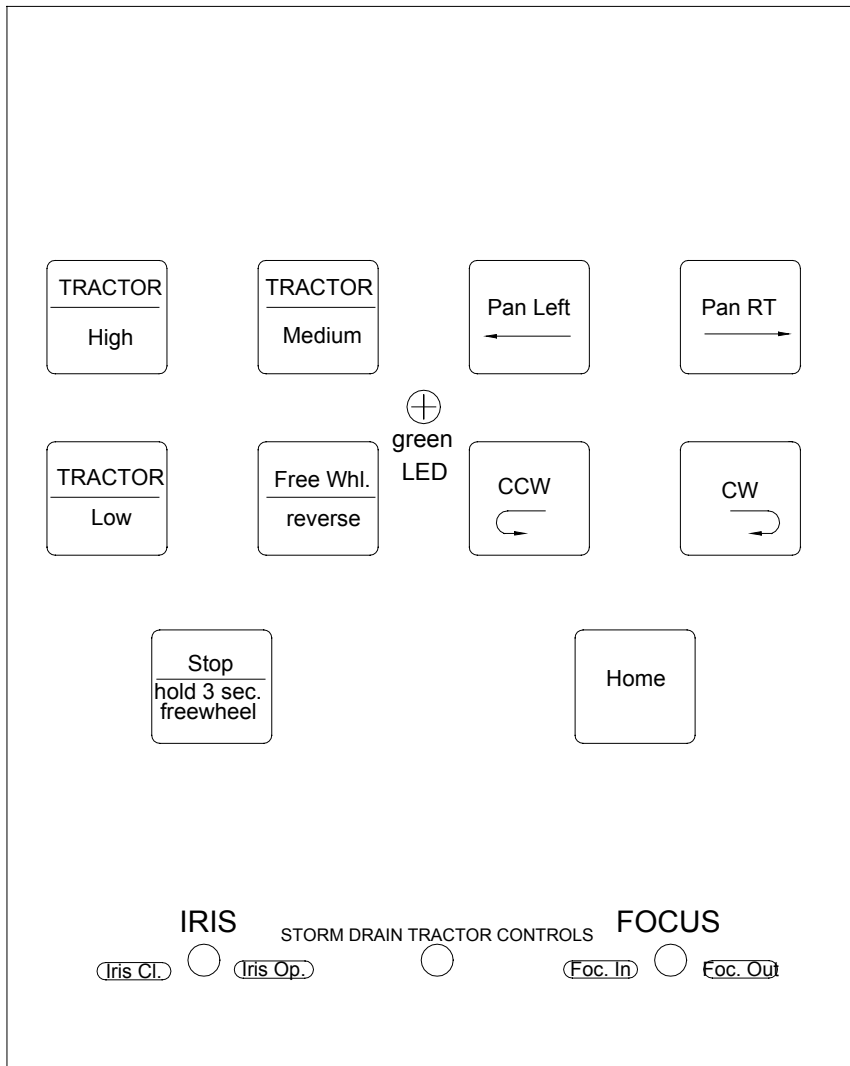 TRACTOR
High
TRACTOR
Medium
Pan Left
Pan RT
green
LED
TRACTOR
Low
Free Whl.
reverse
CCW
CW
Stop
hold 3 sec.
freewheel
Home
IRIS
STORM DRAIN TRACTOR CONTROLS
FOCUS
Iris Cl.
Iris Op.
Foc. In
Foc. Out